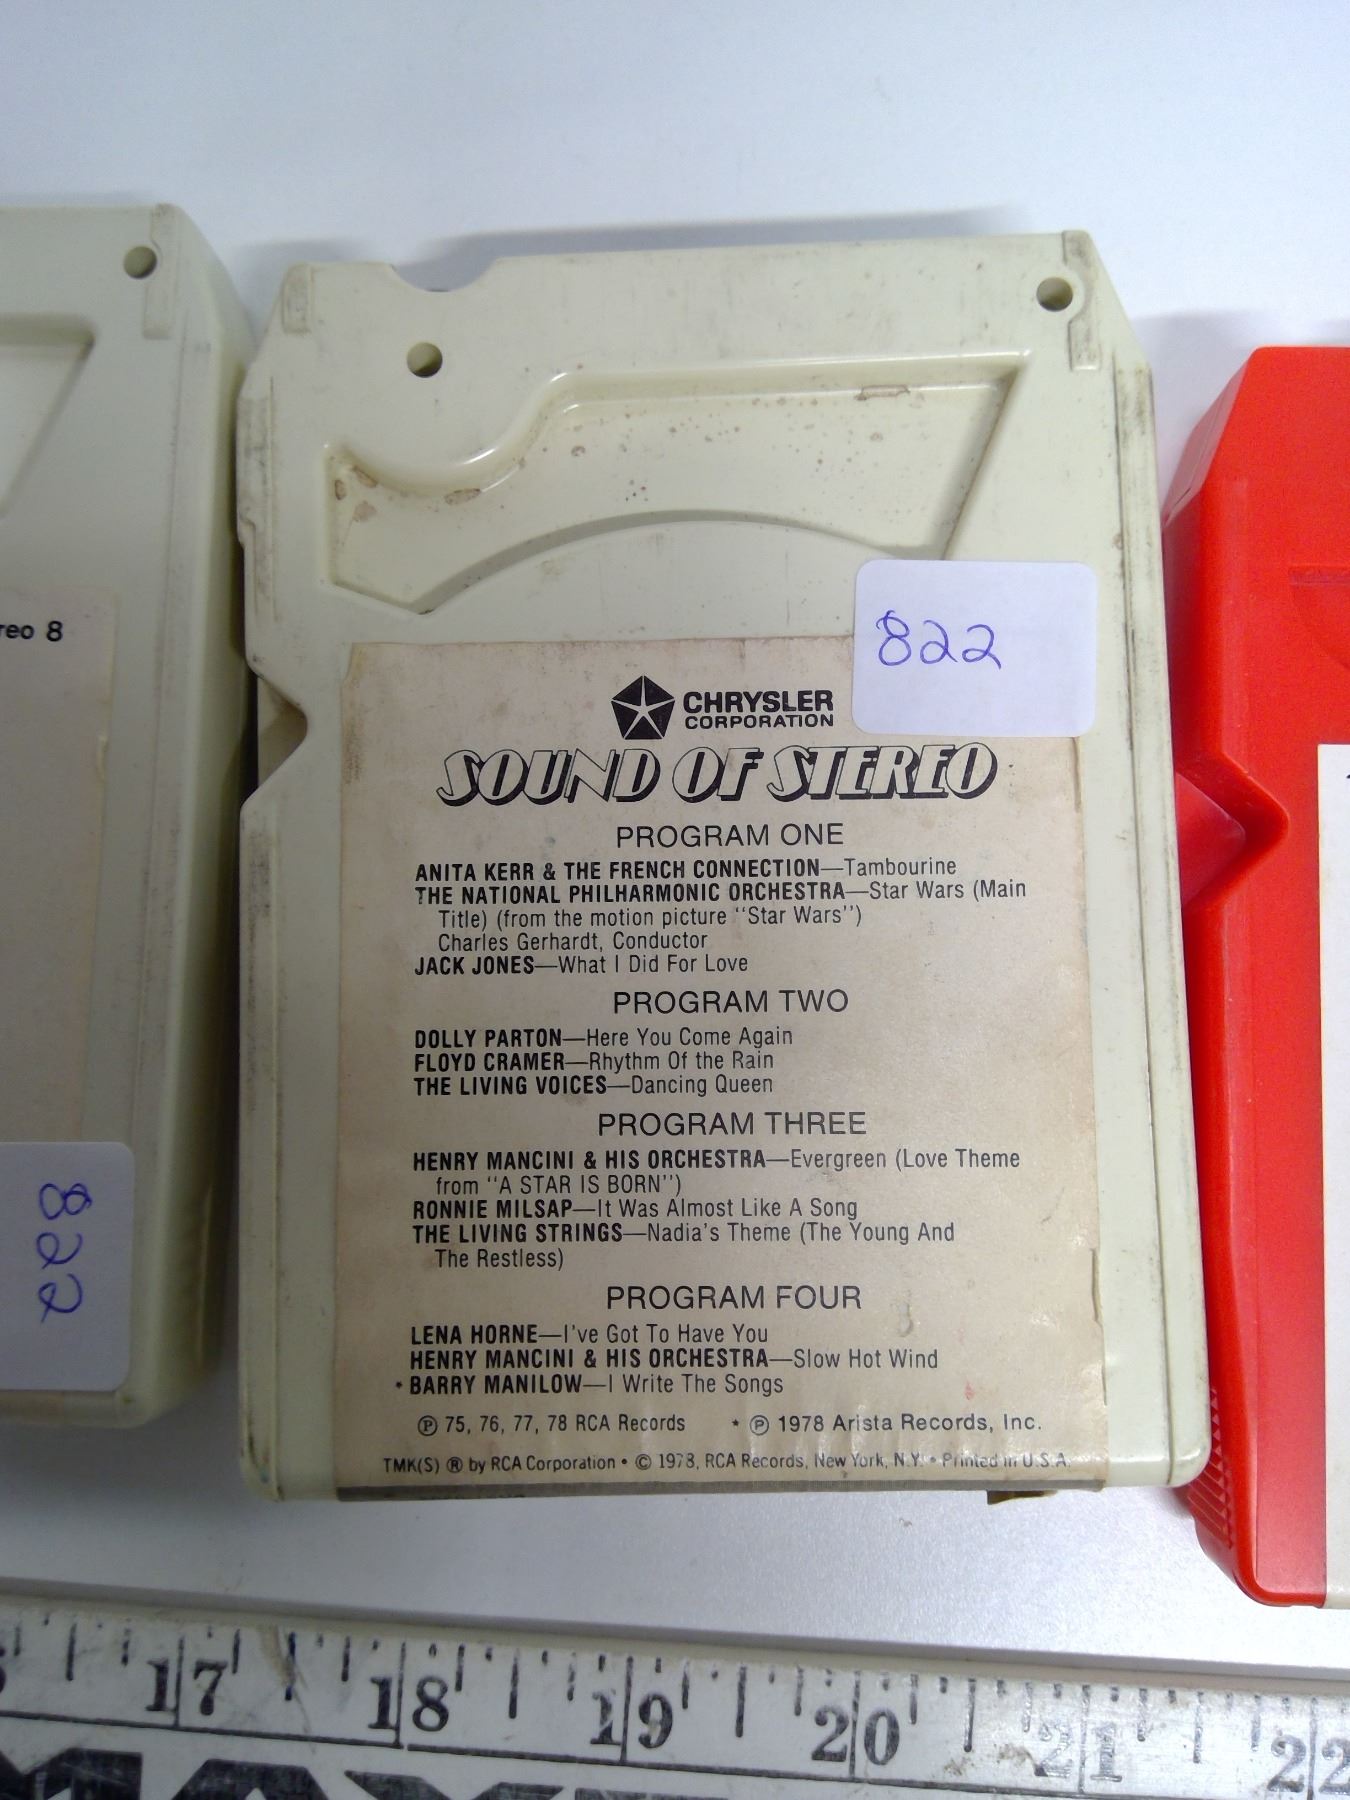 reo 8
822
CHRYSLER
CORPORATION
SOUND OF STEREO
PROGRAM ONE
ANITA KERR & THE FRENCH CONNECTION—Tambourine
THE NATIONAL PHILHARMONIC ORCHESTRA—Star Wars (Main
Title) (from the motion picture "Star Wars")
Charles Gerhardt, Conductor
JACK JONES—What I Did For Love
PROGRAM TWO
DOLLY PARTON—Here You Come Again
FLOYD CRAMER—Rhythm Of the Rain
THE LIVING VOICES—Dancing Queen
PROGRAM THREE
HENRY MANCINI & HIS ORCHESTRA—Evergreen (Love Theme
from "A STAR IS BORN")
RONNIE MILSAP—It Was Almost Like A Song
THE LIVING STRINGS—Nadia's Theme (The Young And
The Restless)
PROGRAM FOUR
LENA HORNE—I've Got To Have You
HENRY MANCINI & HIS ORCHESTRA—Slow Hot Wind
* BARRY MANILOW—I Write The Songs
℗ 75, 76, 77, 78 RCA Records * ℗ 1978 Arista Records, Inc.
TMK(S) ® by RCA Corporation • © 1978, RCA Records, New York, N.Y. • Printed in U.S.A.
822
17 18 19 20 21 22